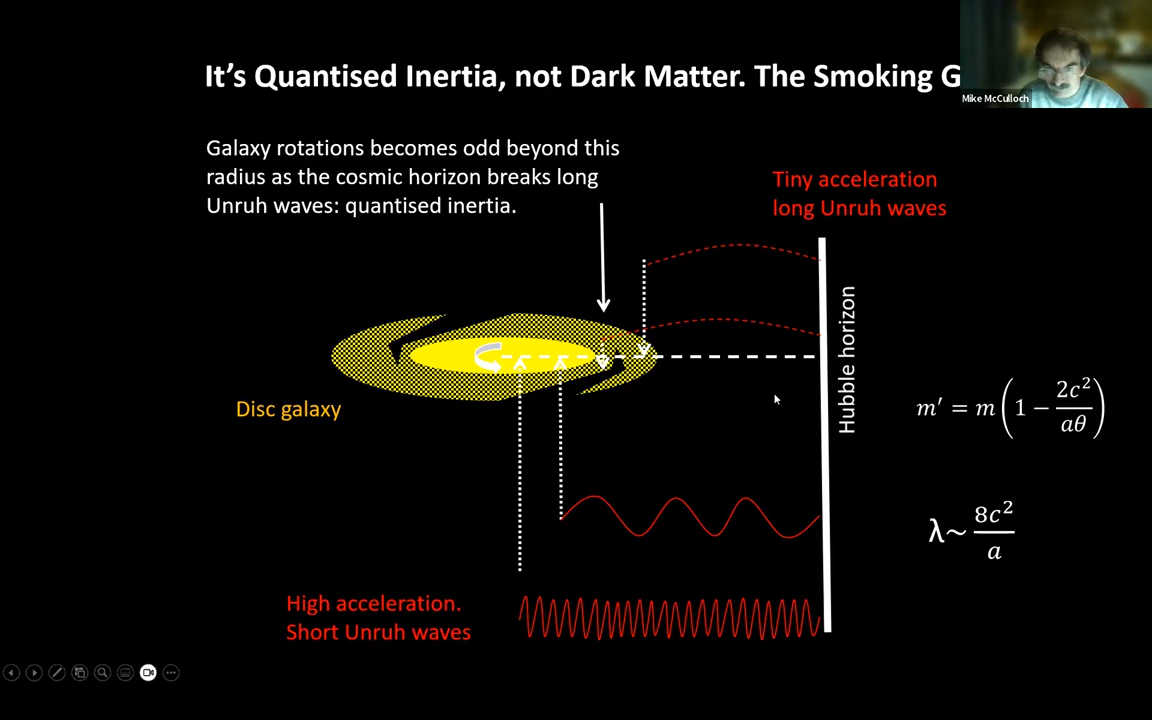 It's Quantised Inertia, not Dark Matter. The Smoking G
Mike McCulloch
Galaxy rotations becomes odd beyond this
radius as the cosmic horizon breaks long
Unruh waves: quantised inertia.
Tiny acceleration
long Unruh waves
Hubble horizon
Disc galaxy
m′ = m(1 − 2c²/aθ)
λ~ 8c²/a
High acceleration.
Short Unruh waves